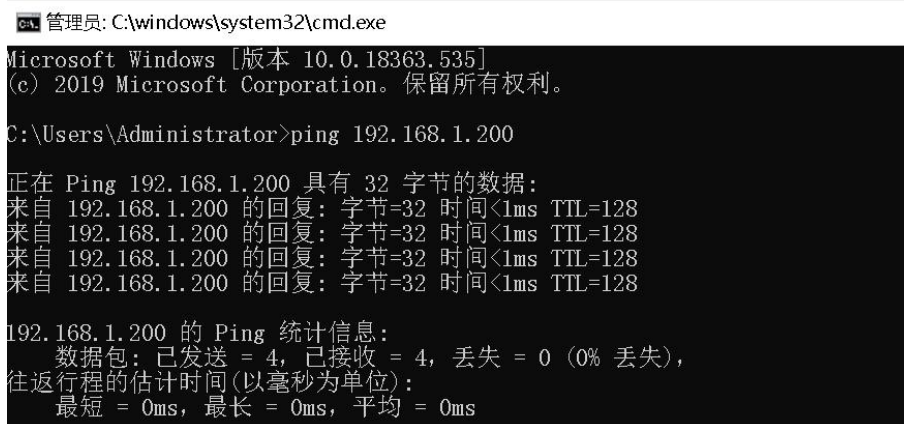 管理员: C:\windows\system32\cmd.exe
Microsoft Windows [版本 10.0.18363.535]
(c) 2019 Microsoft Corporation。保留所有权利。
C:\Users\Administrator>ping 192.168.1.200
正在 Ping 192.168.1.200 具有 32 字节的数据:
来自 192.168.1.200 的回复: 字节=32 时间<1ms TTL=128
来自 192.168.1.200 的回复: 字节=32 时间<1ms TTL=128
来自 192.168.1.200 的回复: 字节=32 时间<1ms TTL=128
来自 192.168.1.200 的回复: 字节=32 时间<1ms TTL=128
192.168.1.200 的 Ping 统计信息:
数据包: 已发送 = 4，已接收 = 4，丢失 = 0 (0% 丢失)，
往返行程的估计时间(以毫秒为单位):
最短 = 0ms，最长 = 0ms，平均 = 0ms